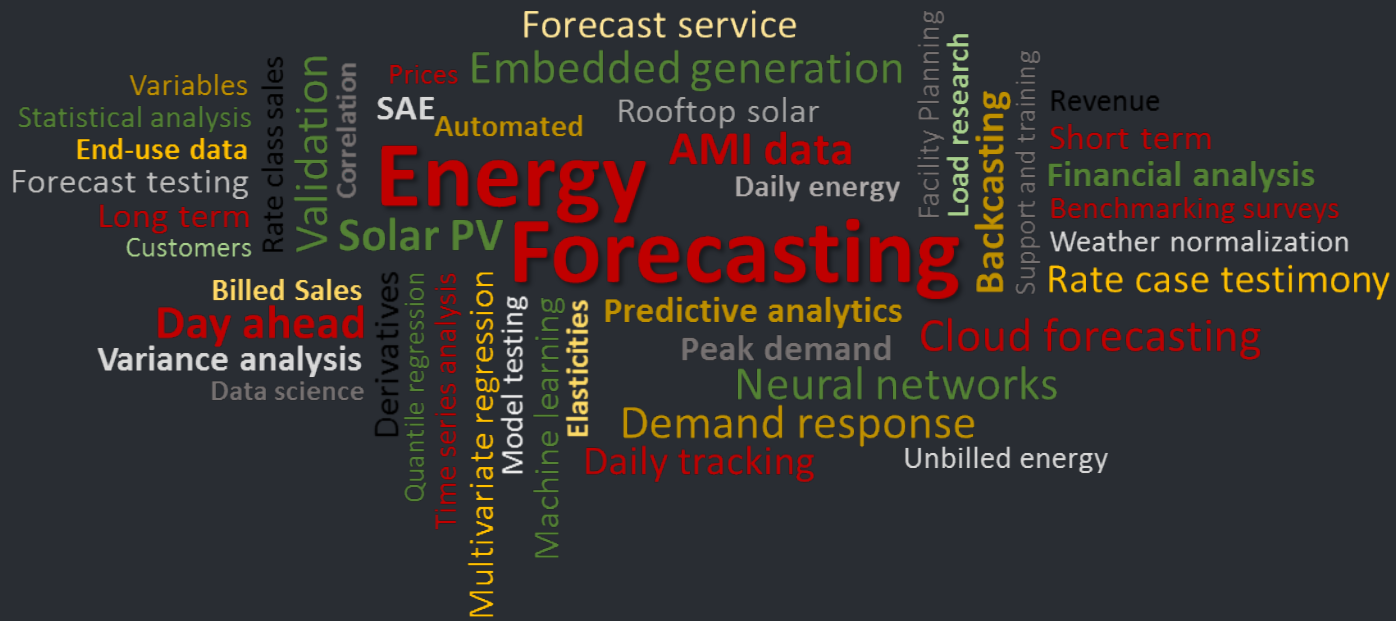 Forecast service
Variables
Statistical analysis
End-use data
Forecast testing
Long term
Customers
Rate class sales
Validation
Correlation
Prices
Embedded generation
SAE
Automated
Rooftop solar
Energy
AMI data
Daily energy
Solar PV
Forecasting
Facility Planning
Load research
Backcasting
Support and training
Revenue
Short term
Financial analysis
Benchmarking surveys
Weather normalization
Rate case testimony
Billed Sales
Day ahead
Variance analysis
Data science
Derivatives
Quantile regression
Time series analysis
Multivariate regression
Model testing
Machine learning
Elasticities
Predictive analytics
Peak demand
Cloud forecasting
Neural networks
Demand response
Daily tracking
Unbilled energy